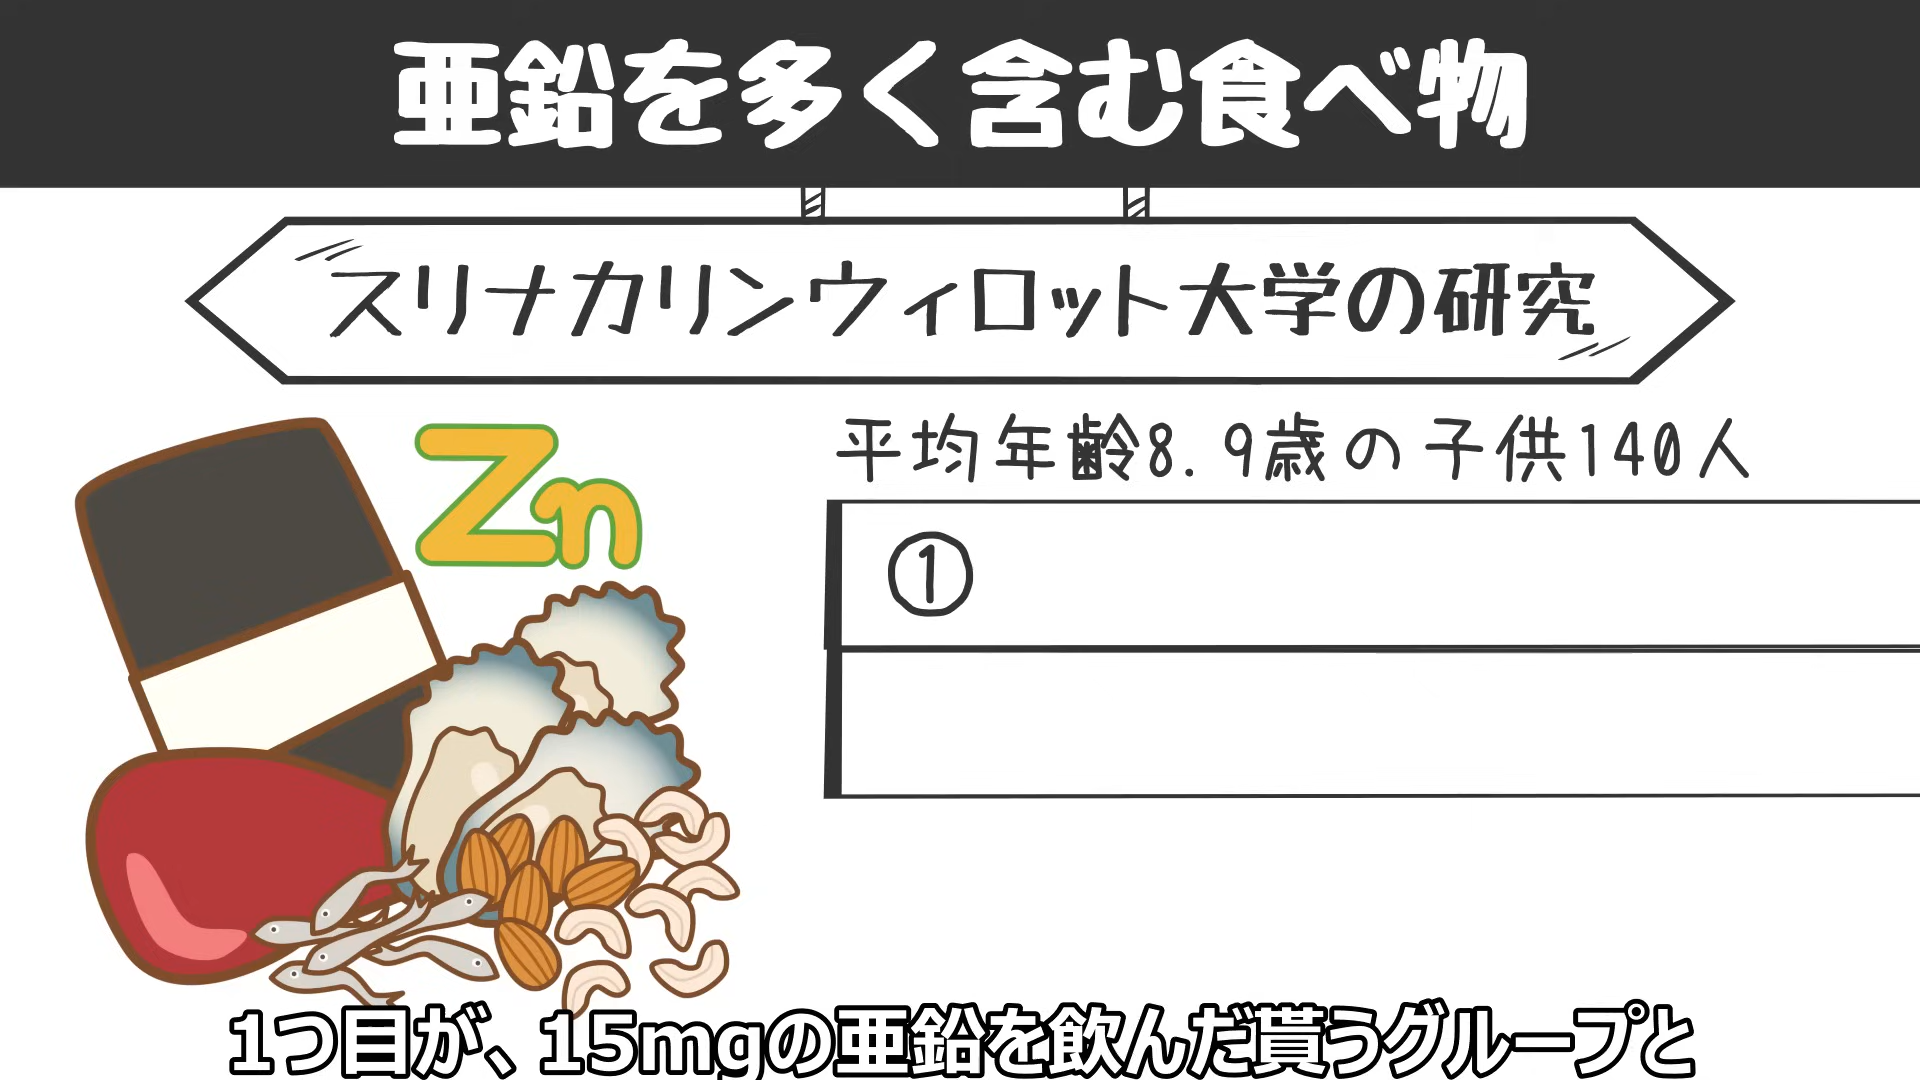 亜鉛を多く含む食べ物
スリナカリンウィロット大学の研究
Zn
平均年齢8.9歳の子供140人
①
1つ目が、15mgの亜鉛を飲んだ貰うグループと